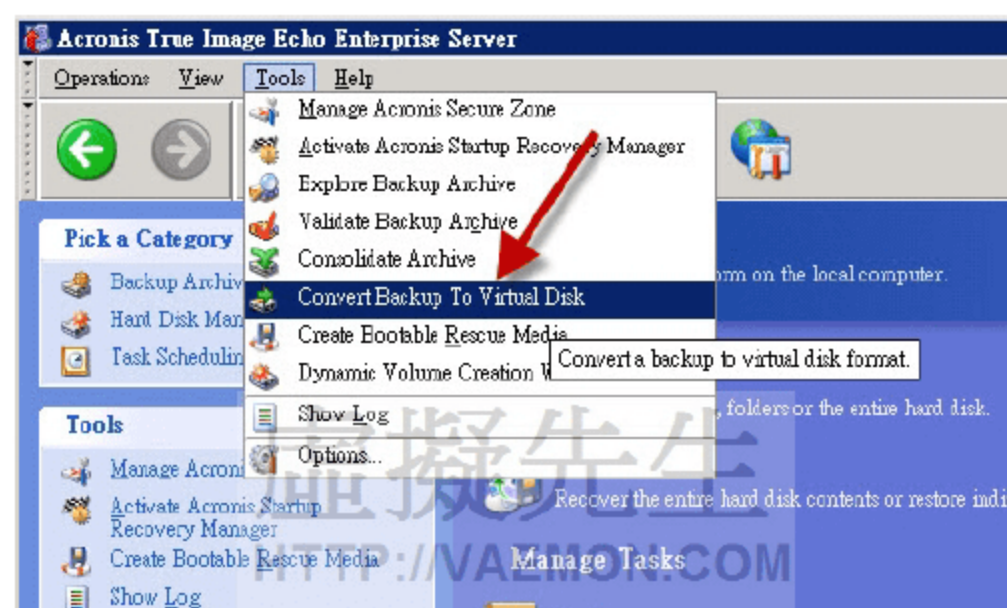 Acronis True Image Echo Enterprise Server
Operations View Tools Help
Manage Acronis Secure Zone
Activate Acronis Startup Recovery Manager
Explore Backup Archive
Validate Backup Archive
Consolidate Archive
Convert Backup To Virtual Disk
Create Bootable Rescue Media
Convert a backup to virtual disk format.
Dynamic Volume Creation
Show Log
Options...
Pick a Category
Backup Archiv
Hard Disk Man
Task Schedulin
on the local computer.
, folders or the entire hard disk.
Tools
Manage Acroni
Activate Acronis Startup
Recovery Manager
Create Bootable Rescue Media
Show Log
Recover the entire hard disk contents or restore indi
Manage Tasks
虛擬先生
HTTP://VAEMON.COM